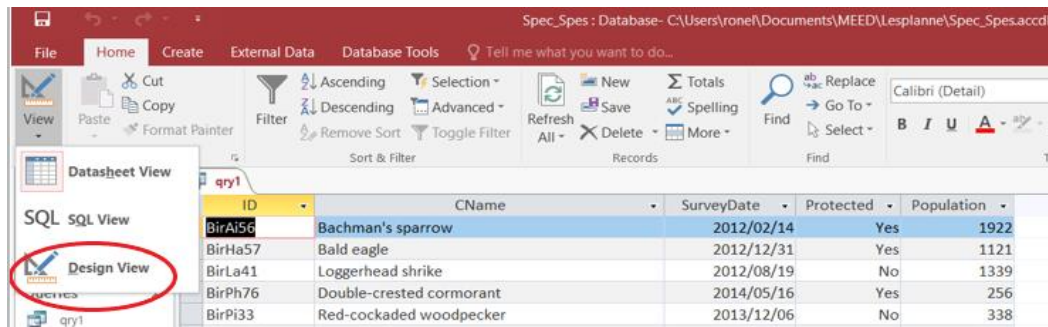 Spec_Spes : Database- C:\Users\ronel\Documents\MEED\Lesplanne\Spec_Spes.accd
File Home Create External Data Database Tools Tell me what you want to do...
View
Paste
Cut
Copy
Format Painter
Filter
Ascending
Descending
Remove Sort
Selection
Advanced
Toggle Filter
Sort & Filter
Refresh
All
New
Save
Delete
Totals
Spelling
More
Records
Find
Replace
Go To
Select
Find
Calibri (Detail)
B I U A
Datasheet View
SQL SQL View
Design View
Queries
qry1
qry1
ID CName SurveyDate Protected Population
BirAi56 Bachman's sparrow 2012/02/14 Yes 1922
BirHa57 Bald eagle 2012/12/31 Yes 1121
BirLa41 Loggerhead shrike 2012/08/19 No 1339
BirPh76 Double-crested cormorant 2014/05/16 Yes 256
BirPi33 Red-cockaded woodpecker 2013/12/06 No 338